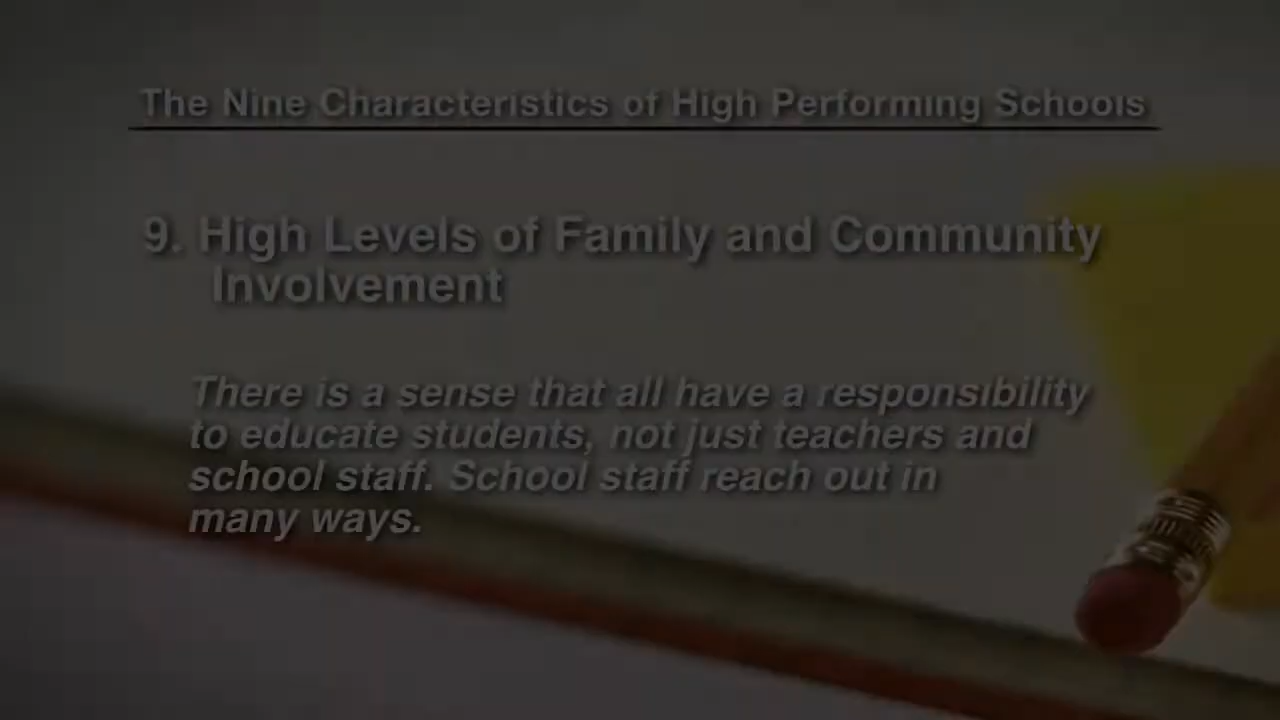 The Nine Characteristics of High Performing Schools
9. High Levels of Family and Community
Involvement
There is a sense that all have a responsibility
to educate students, not just teachers and
school staff. School staff reach out in
many ways.